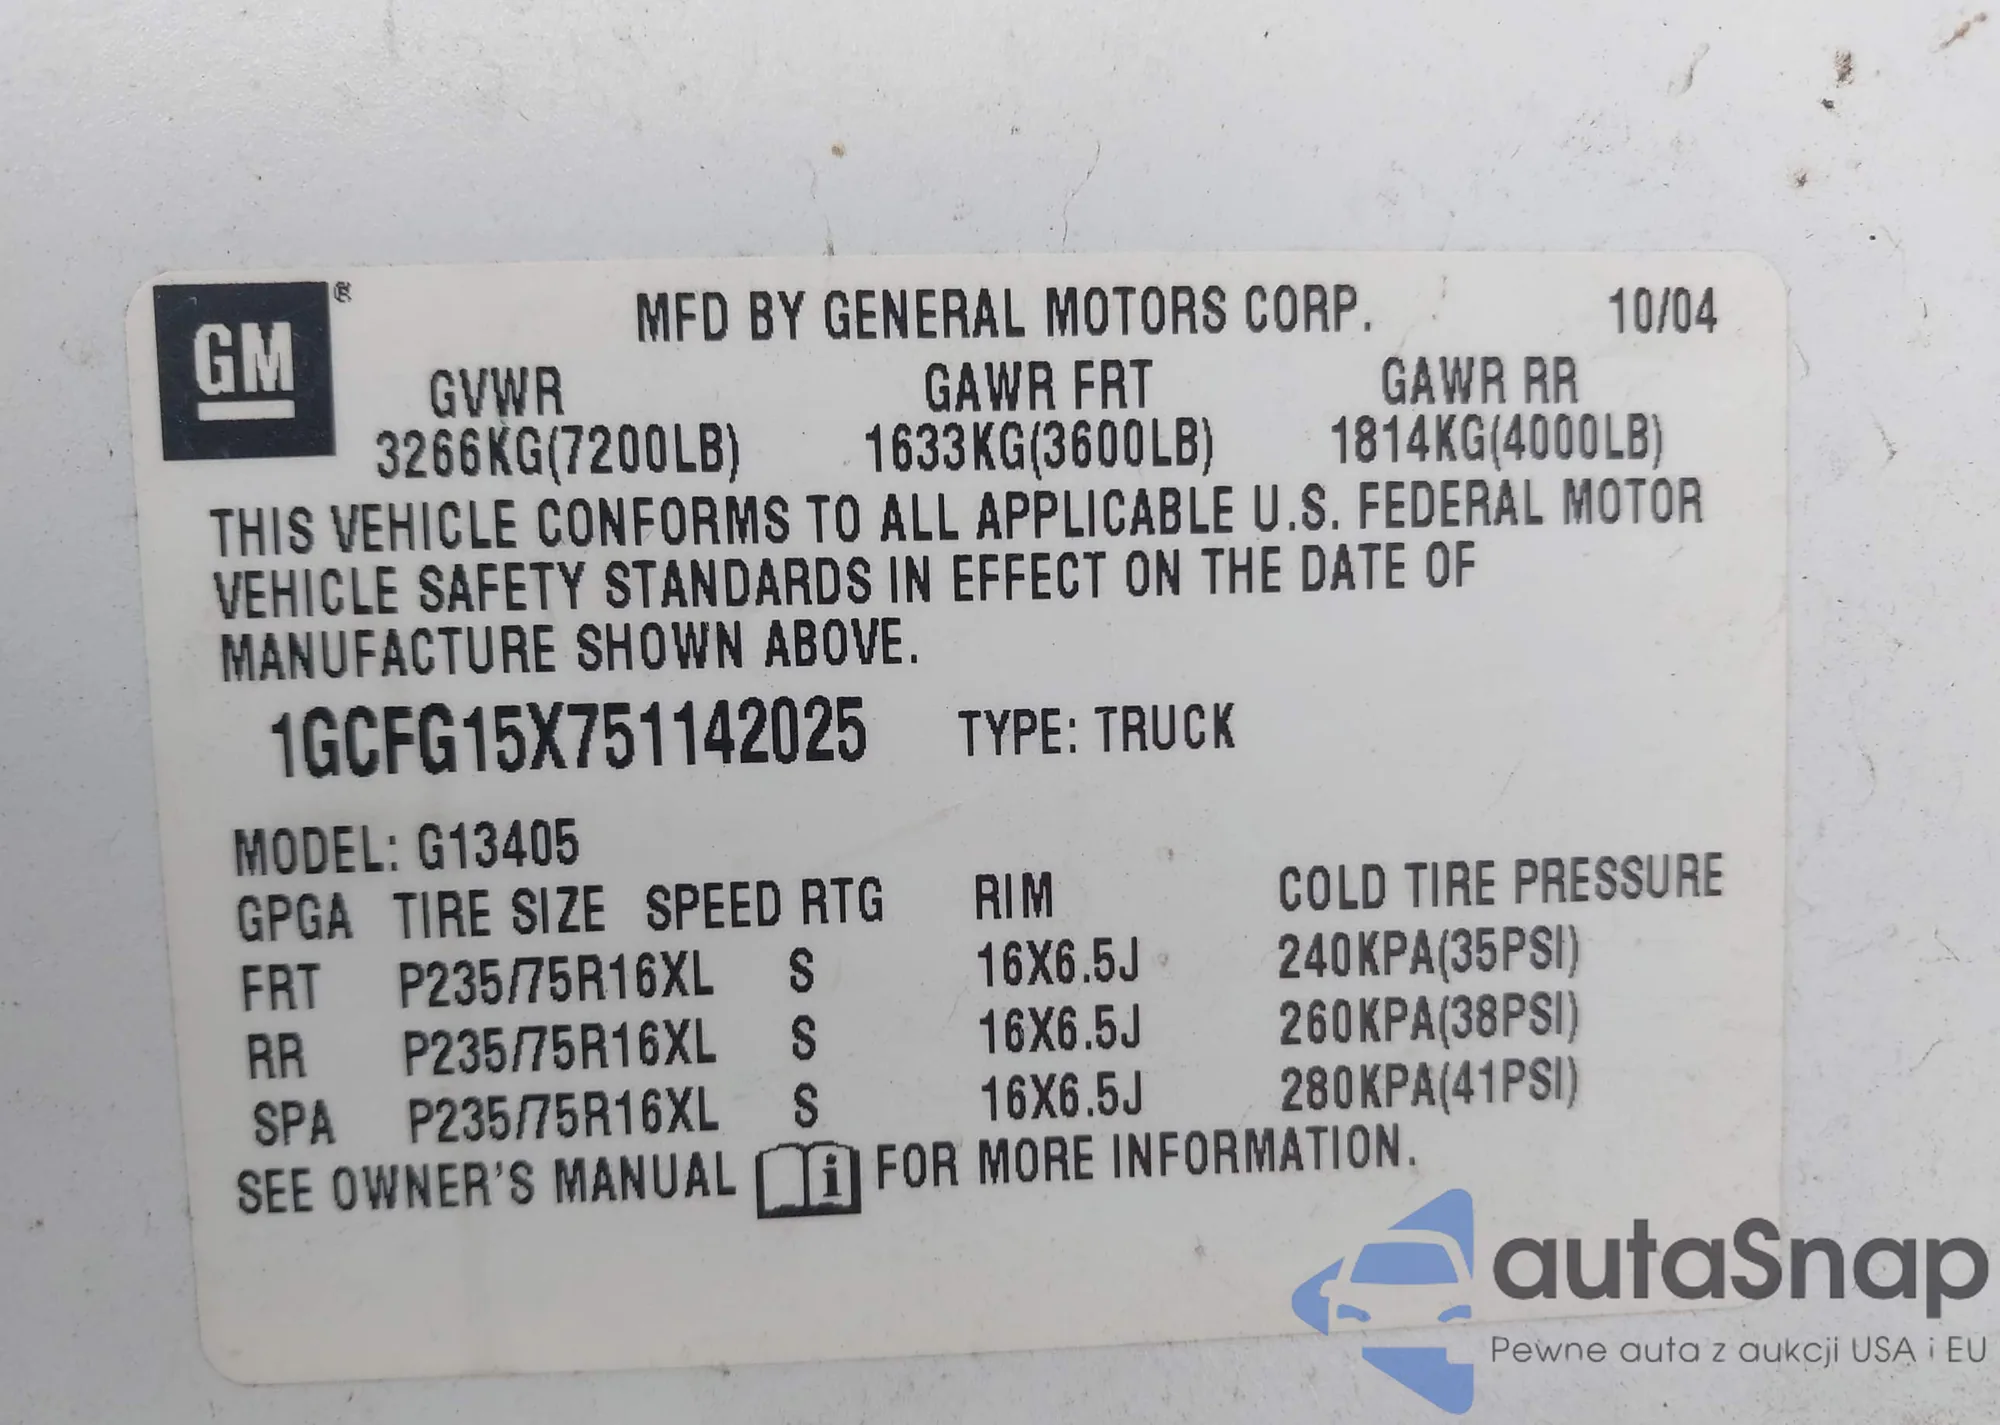 GM ®
MFD BY GENERAL MOTORS CORP. 10/04
GVWR GAWR FRT GAWR RR
3266KG(7200LB) 1633KG(3600LB) 1814KG(4000LB)
THIS VEHICLE CONFORMS TO ALL APPLICABLE U.S. FEDERAL MOTOR
VEHICLE SAFETY STANDARDS IN EFFECT ON THE DATE OF
MANUFACTURE SHOWN ABOVE.
1GCFG15X751142025 TYPE: TRUCK
MODEL: G13405
GPGA TIRE SIZE SPEED RTG RIM COLD TIRE PRESSURE
FRT P235/75R16XL S 16X6.5J 240KPA(35PSI)
RR P235/75R16XL S 16X6.5J 260KPA(38PSI)
SPA P235/75R16XL S 16X6.5J 280KPA(41PSI)
SEE OWNER'S MANUAL i FOR MORE INFORMATION.
autaSnap
Pewne auta z aukcji USA i EU